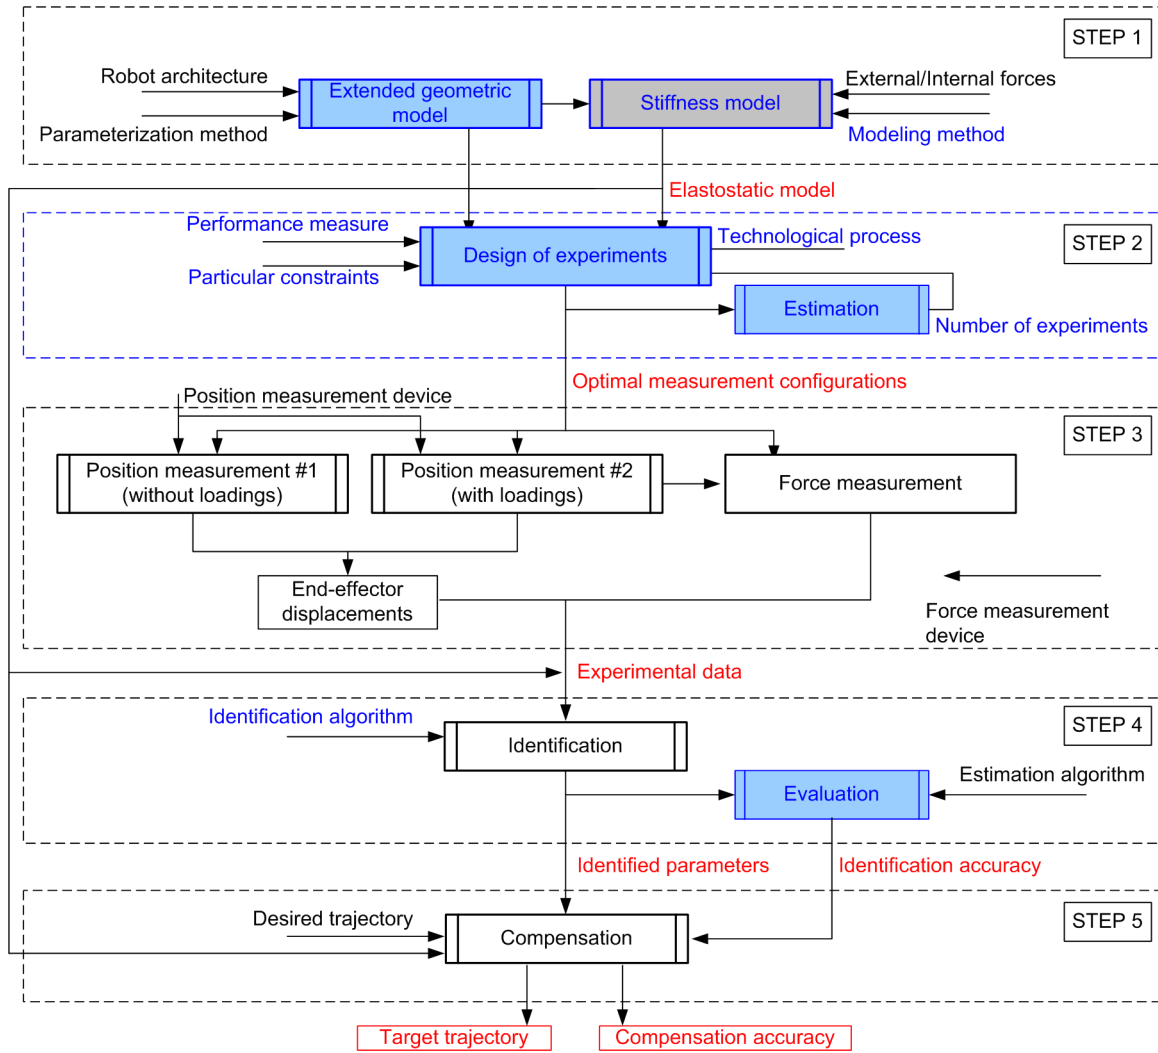 STEP 1
Robot architecture
Extended geometric
model
Stiffness model
External/Internal forces
Parameterization method
Modeling method
Elastostatic model
STEP 2
Performance measure
Technological process
Design of experiments
Particular constraints
Estimation
Number of experiments
Optimal measurement configurations
Position measurement device
STEP 3
Position measurement #1
(without loadings)
Position measurement #2
(with loadings)
Force measurement
End-effector
displacements
Force measurement
device
Experimental data
STEP 4
Identification algorithm
Identification
Estimation algorithm
Evaluation
Identified parameters
Identification accuracy
STEP 5
Desired trajectory
Compensation
Target trajectory
Compensation accuracy